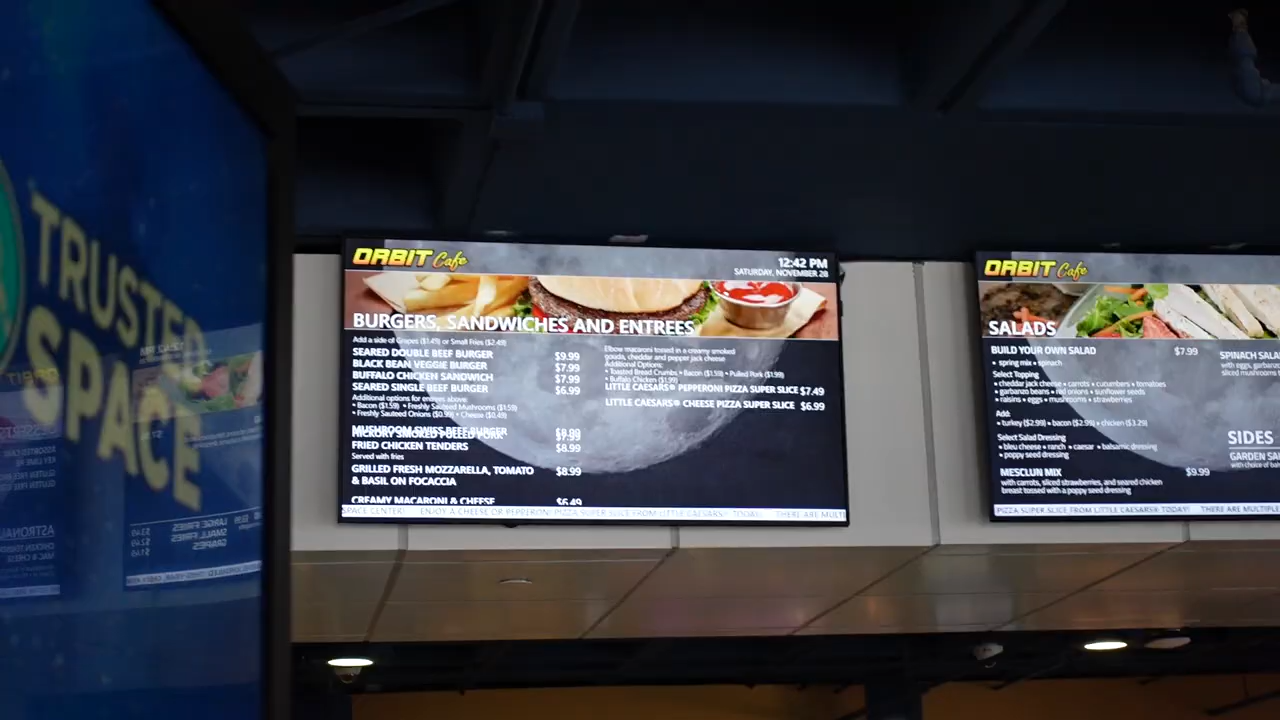 TRUSTED
SPACE
ORBIT Cafe
12:42 PM
SATURDAY, NOVEMBER 28
BURGERS, SANDWICHES AND ENTREES
Add a side of Grapes ($1.49) or Small Fries ($2.49)
SEARED DOUBLE BEEF BURGER $9.99
BLACK BEAN VEGGIE BURGER $7.99
BUFFALO CHICKEN SANDWICH $7.99
SEARED SINGLE BEEF BURGER $6.99
Additional options for entrees above:
• Bacon ($1.59) • Freshly Sauteed Mushrooms ($1.59)
• Freshly Sauteed Onions ($0.99) • Cheese ($0.49)
MUSHROOM SWISS BEEF BURGER $9.99
HICKORY SMOKED PULLED PORK $7.99
FRIED CHICKEN TENDERS $8.99
Served with fries
GRILLED FRESH MOZZARELLA, TOMATO $8.99
& BASIL ON FOCACCIA
CREAMY MACARONI & CHEESE $6.49
Elbow macaroni tossed in a creamy smoked
gouda, cheddar and pepper jack cheese
Additional Options:
• Toasted Bread Crumbs • Bacon ($1.59) • Pulled Pork ($1.99)
• Buffalo Chicken ($1.99)
LITTLE CAESARS® PEPPERONI PIZZA SUPER SLICE $7.49
LITTLE CAESARS® CHEESE PIZZA SUPER SLICE $6.99
SPACE CENTER! ENJOY A CHEESE OR PEPPERONI PIZZA SUPER SLICE FROM LITTLE CAESARS® TODAY! THERE ARE MULTI
ORBIT Cafe
SALADS
BUILD YOUR OWN SALAD $7.99
• spring mix • spinach
Select Topping
• cheddar jack cheese • carrots • cucumbers • tomatoes
garbanzo beans • red onions • sunflower seeds
• raisins • eggs • mushrooms • strawberries
Add:
• turkey ($2.99) • bacon ($2.99) • chicken ($3.29)
Select Salad Dressing
• bleu cheese • ranch • caesar • balsamic dressing
• poppy seed dressing
MESCLUN MIX $9.99
with carrots, sliced strawberries, and seared chicken
breast tossed with a poppy seed dressing
SPINACH SALA
with eggs, garbanzo
sliced mushrooms
SIDES
GARDEN SA
with choice of bal
PIZZA SUPER SLICE FROM LITTLE CAESARS® TODAY! THERE ARE MULTIPLE